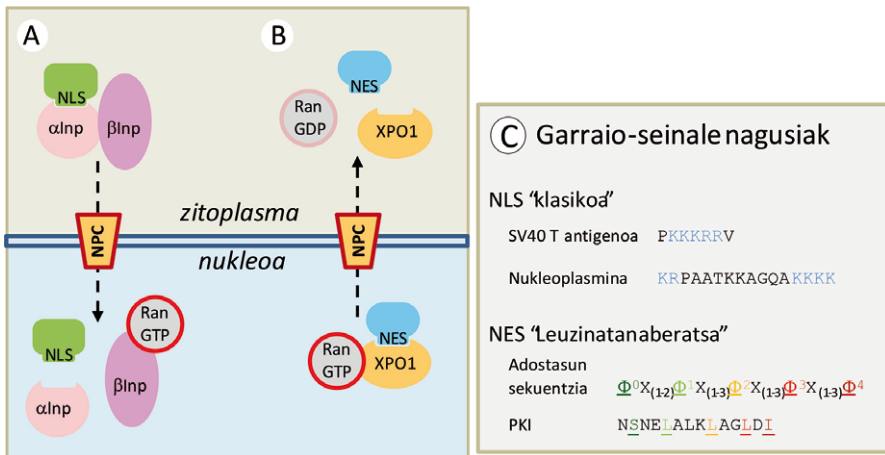 A
B
NLS
αInp
βInp
NES
Ran
GDP
XPO1
zitoplasma
NPC
NPC
nukleoa
NLS
αInp
Ran
GTP
βInp
NES
Ran
GTP
XPO1
C Garraio-seinale nagusiak
NLS “klasikoa”
SV40 T antigenoa PKKKRRV
Nukleoplasmina KRPAATKKAGQAKKKK
NES “Leuzinatan aberatsa”
Adostasun
sekuentzia Φ⁰X(1-2)Φ¹X(1-3)Φ²X(1-3)Φ³X(1-3)Φ⁴
PKI NSNELALKLAGLDI